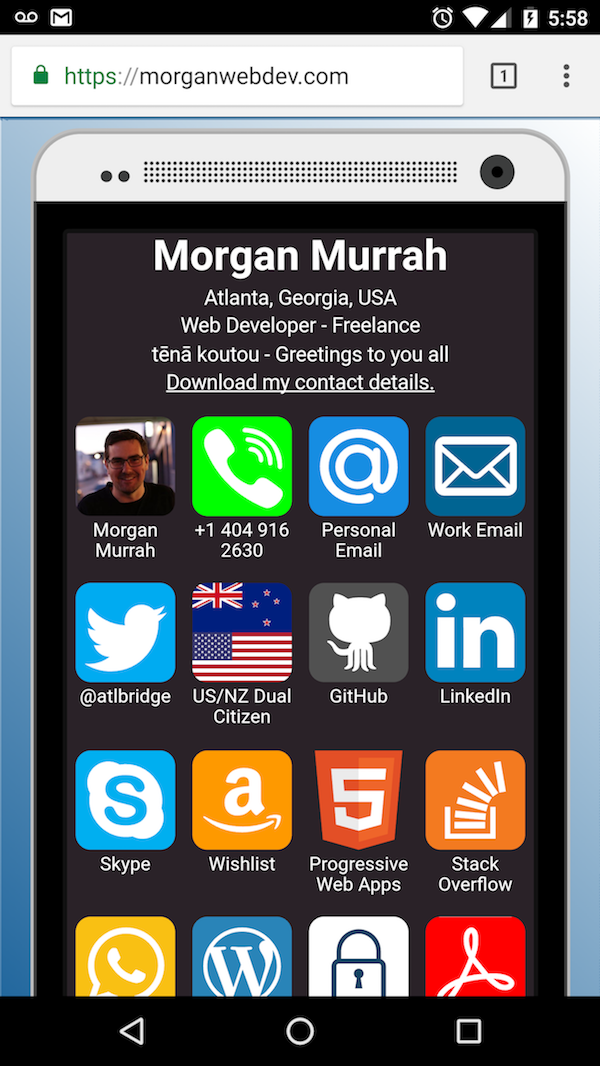 5:58
https://morganwebdev.com
1
Morgan Murrah
Atlanta, Georgia, USA
Web Developer - Freelance
tēnā koutou - Greetings to you all
Download my contact details.
Morgan
Murrah
+1 404 916
2630
Personal
Email
Work Email
@atlbridge
US/NZ Dual
Citizen
GitHub
in
LinkedIn
S
Skype
a
Wishlist
5
Progressive
Web Apps
Stack
Overflow
W